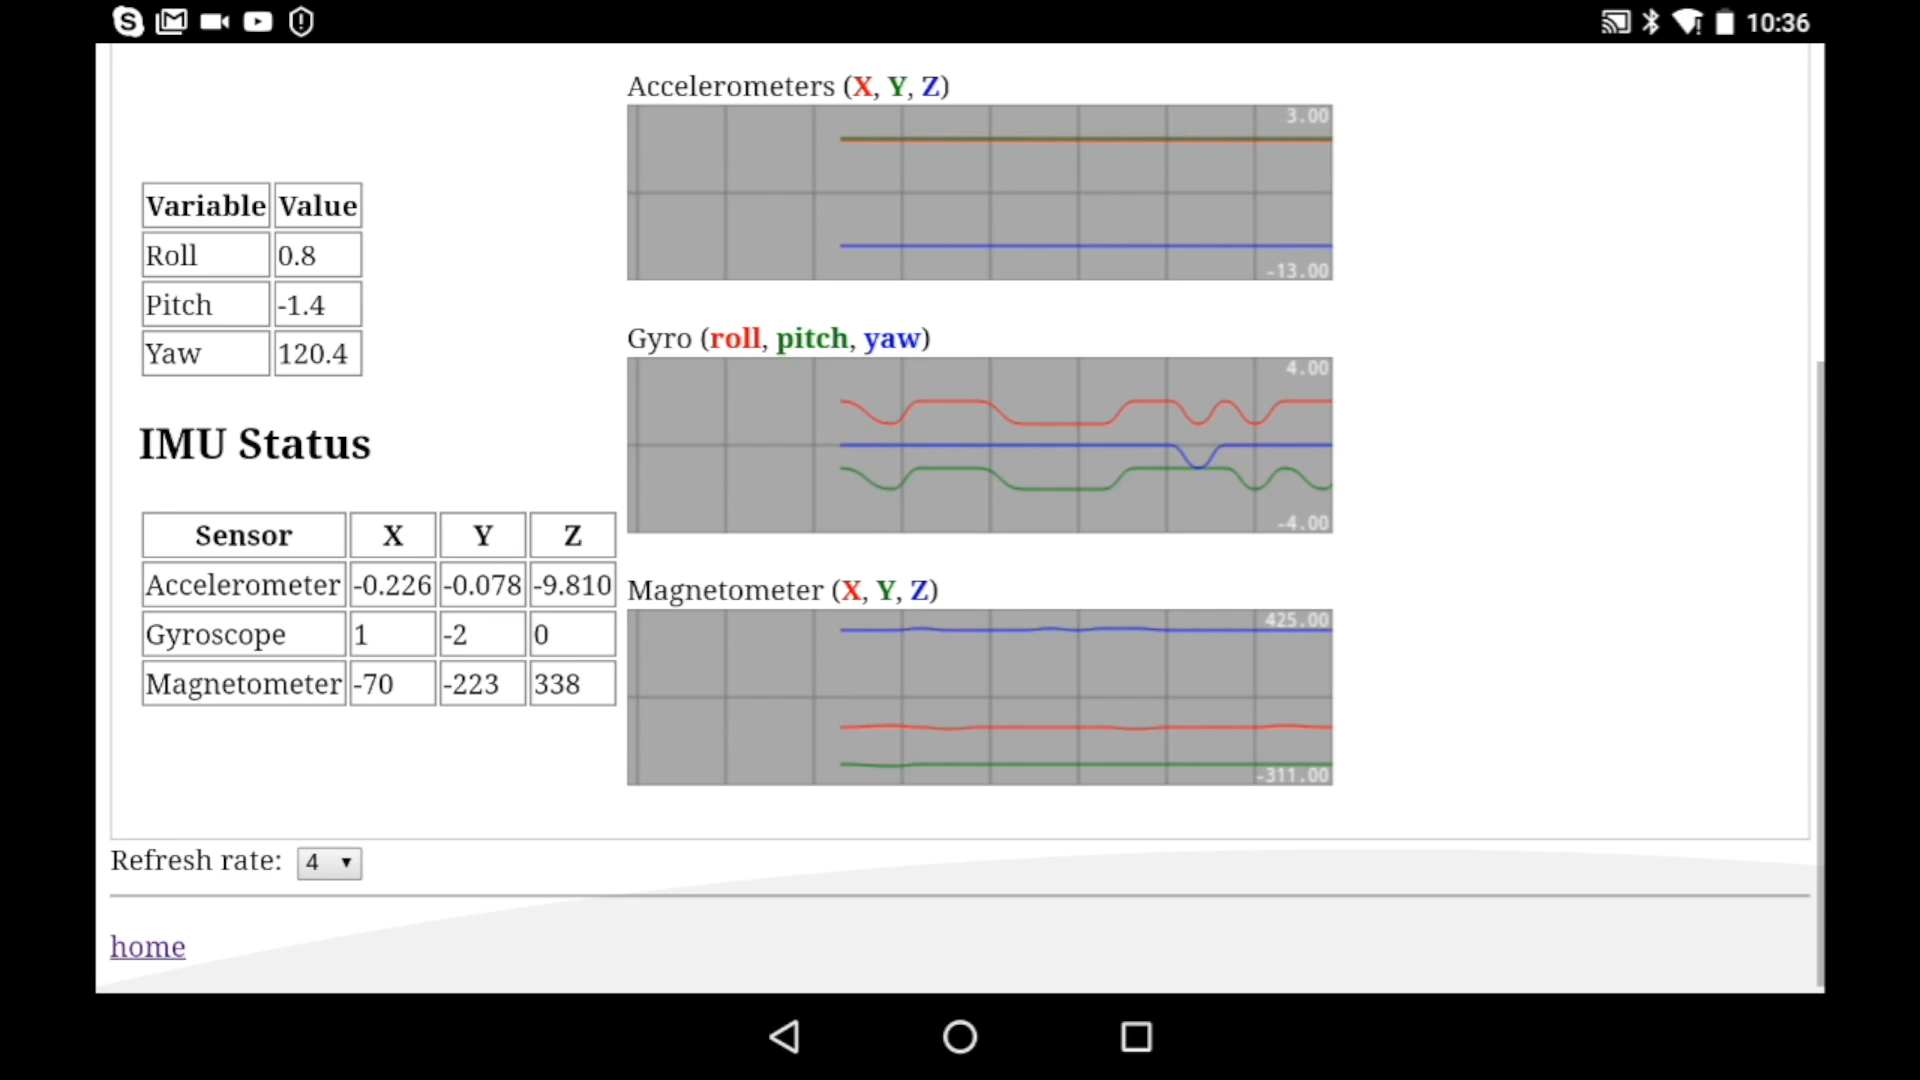 10:36
Accelerometers (X, Y, Z)
3.00
-13.00
Variable Value
Roll 0.8
Pitch -1.4
Yaw 120.4
Gyro (roll, pitch, yaw)
4.00
-4.00
IMU Status
Sensor X Y Z
Accelerometer -0.226 -0.078 -9.810
Gyroscope 1 -2 0
Magnetometer -70 -223 338
Magnetometer (X, Y, Z)
425.00
-311.00
Refresh rate: 4
home